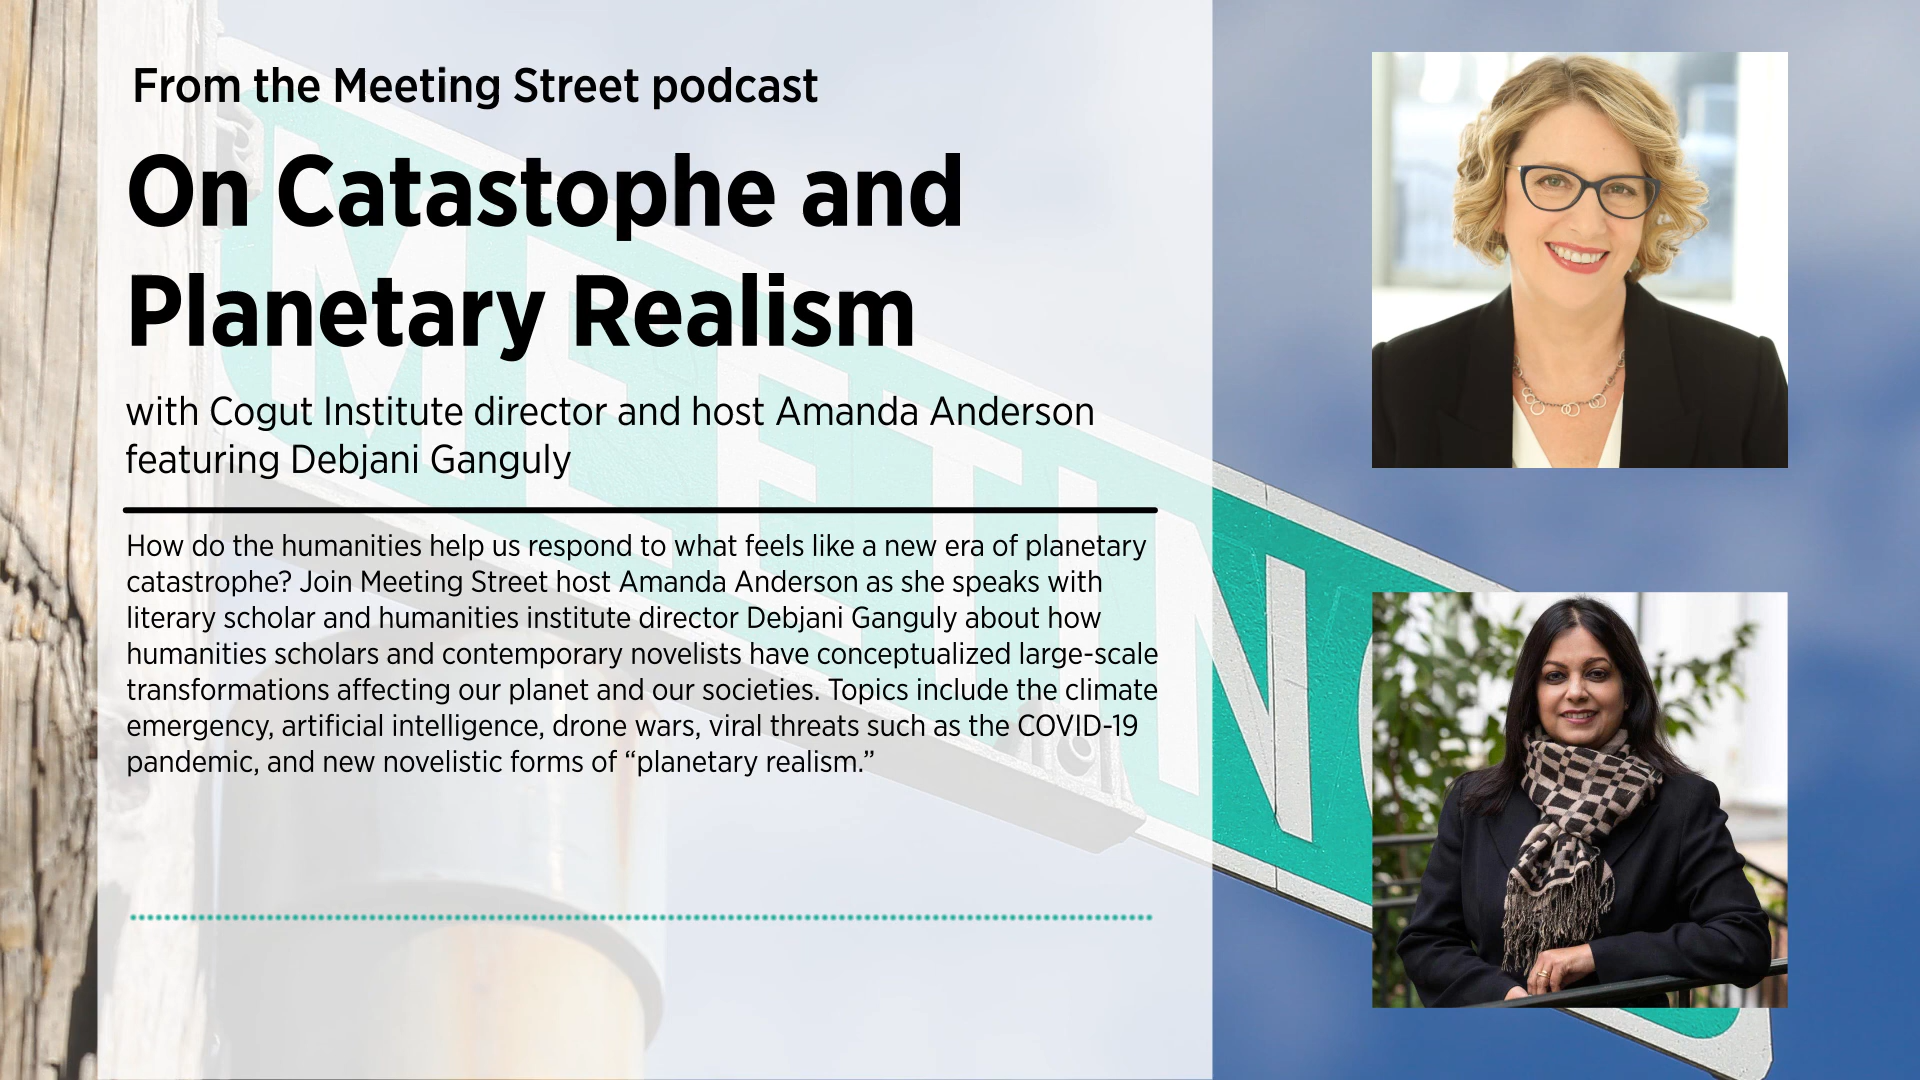 From the Meeting Street podcast
On Catastophe and
Planetary Realism
with Cogut Institute director and host Amanda Anderson
featuring Debjani Ganguly
How do the humanities help us respond to what feels like a new era of planetary
catastrophe? Join Meeting Street host Amanda Anderson as she speaks with
literary scholar and humanities institute director Debjani Ganguly about how
humanities scholars and contemporary novelists have conceptualized large-scale
transformations affecting our planet and our societies. Topics include the climate
emergency, artificial intelligence, drone wars, viral threats such as the COVID-19
pandemic, and new novelistic forms of “planetary realism.”
MEETIN